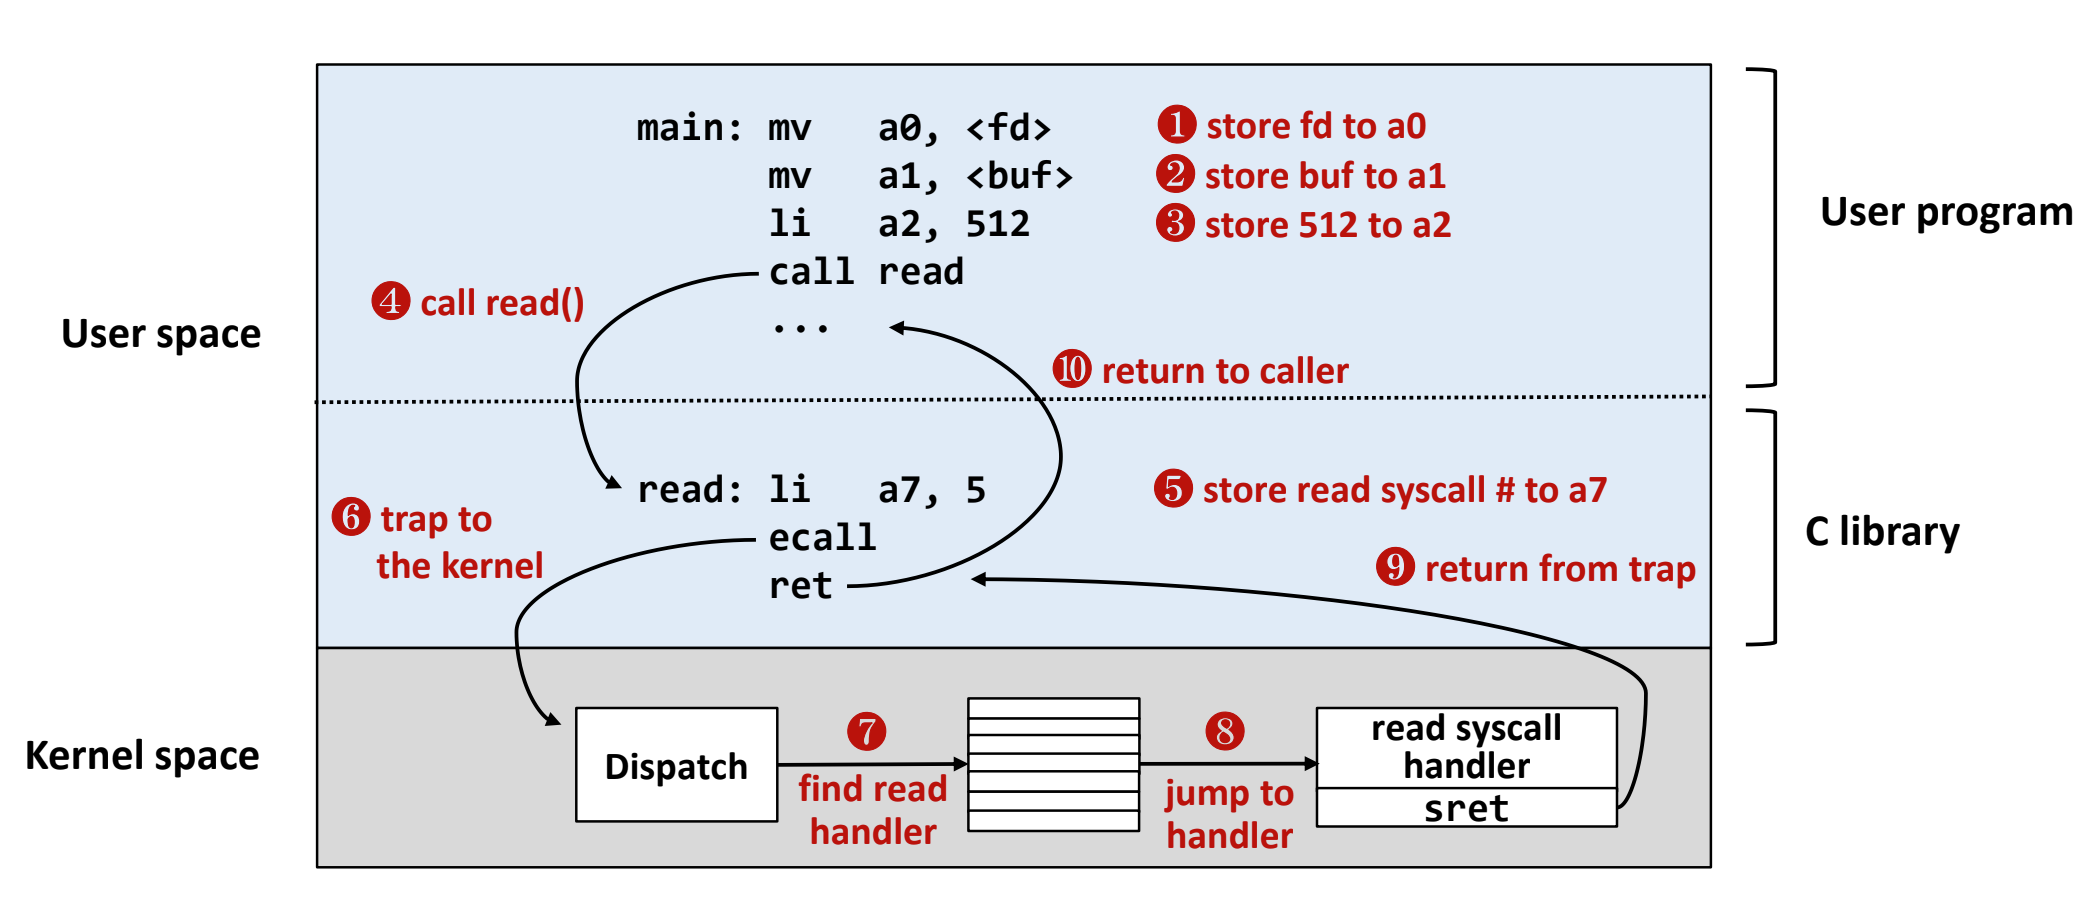 main: mv a0, <fd>
❶ store fd to a0
mv a1, <buf>
❷ store buf to a1
li a2, 512
❸ store 512 to a2
call read
❹ call read()
...
❿ return to caller
User program
User space
read: li a7, 5
❺ store read syscall # to a7
❻ trap to
the kernel
ecall
ret
❾ return from trap
C library
Kernel space
Dispatch
❼
find read
handler
❽
jump to
handler
read syscall
handler
sret